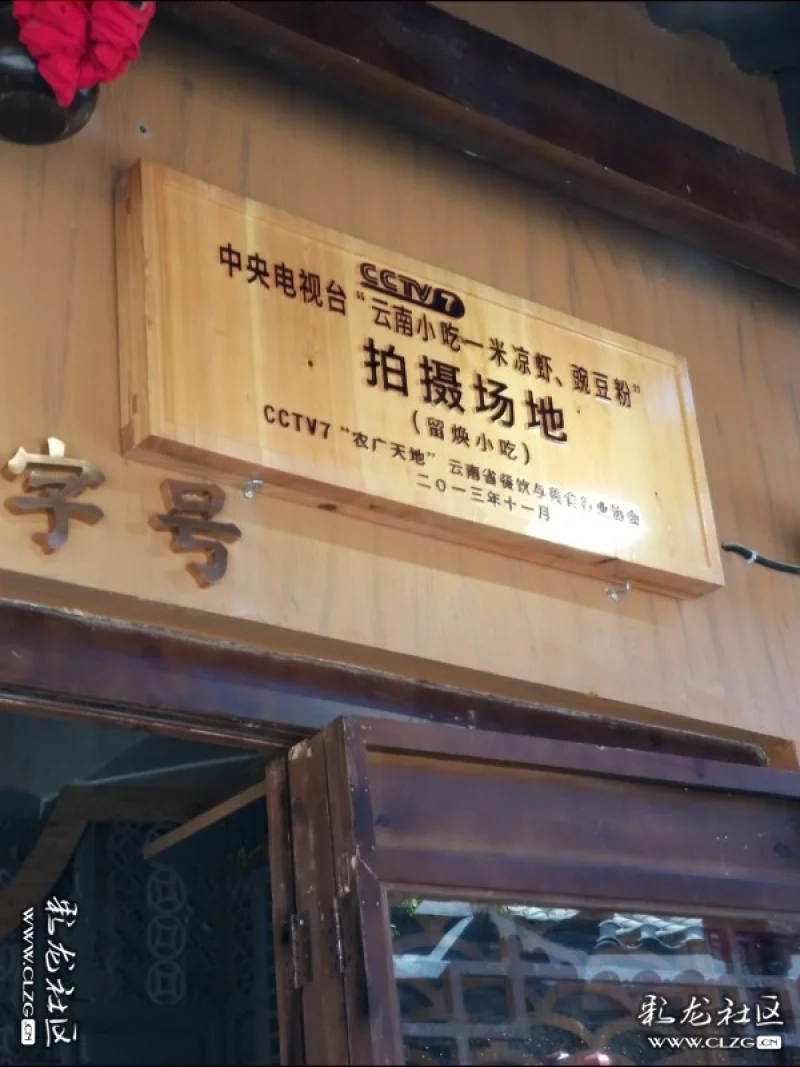 CCTV 7
中央电视台“云南小吃一米凉虾、豌豆粉”
拍摄场地
(留焕小吃)
CCTV7“农广天地” 云南省餐饮与美食行业协会
二〇一三年十一月
字号
彩龙社区
WWW.CLZG.CN
彩龙社区
WWW.CLZG.CN